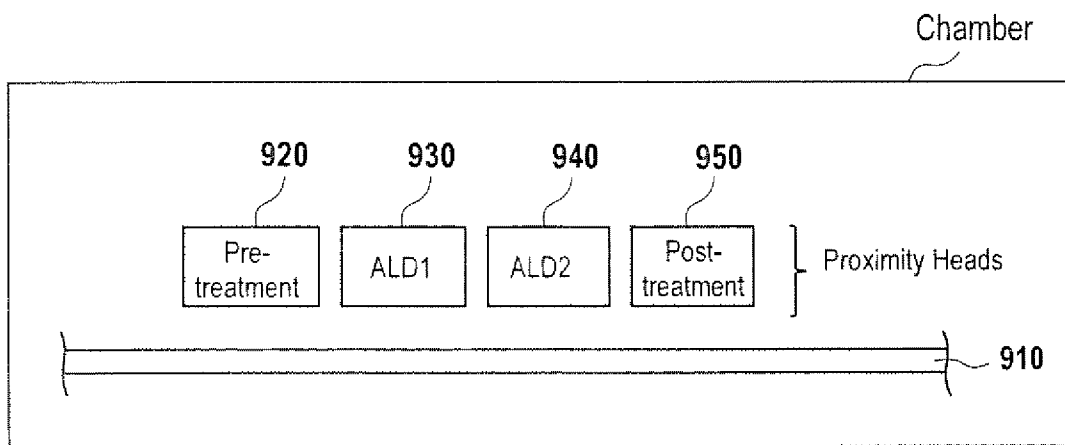 Chamber
920
930
940
950
Pre-
treatment
ALD1
ALD2
Post-
treatment
Proximity Heads
910